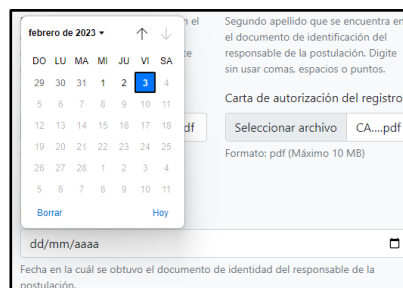 febrero de 2023
DO LU MA MI JU VI SA
29 30 31 1 2 3 4
5 6 7 8 9 10 11
12 13 14 15 16 17 18
19 20 21 22 23 24 25
26 27 28 1 2 3 4
5 6 7 8 9 10 11
Borrar Hoy
n el
te
df
dd/mm/aaaa
Fecha en la cuál se obtuvo el documento de identidad del responsable de la
postulación.
Segundo apellido que se encuentra en
el documento de identificación del
responsable de la postulación. Digite
sin usar comas, espacios o puntos.
Carta de autorización del registro
Seleccionar archivo CA....pdf
Formato: pdf (Máximo 10 MB)